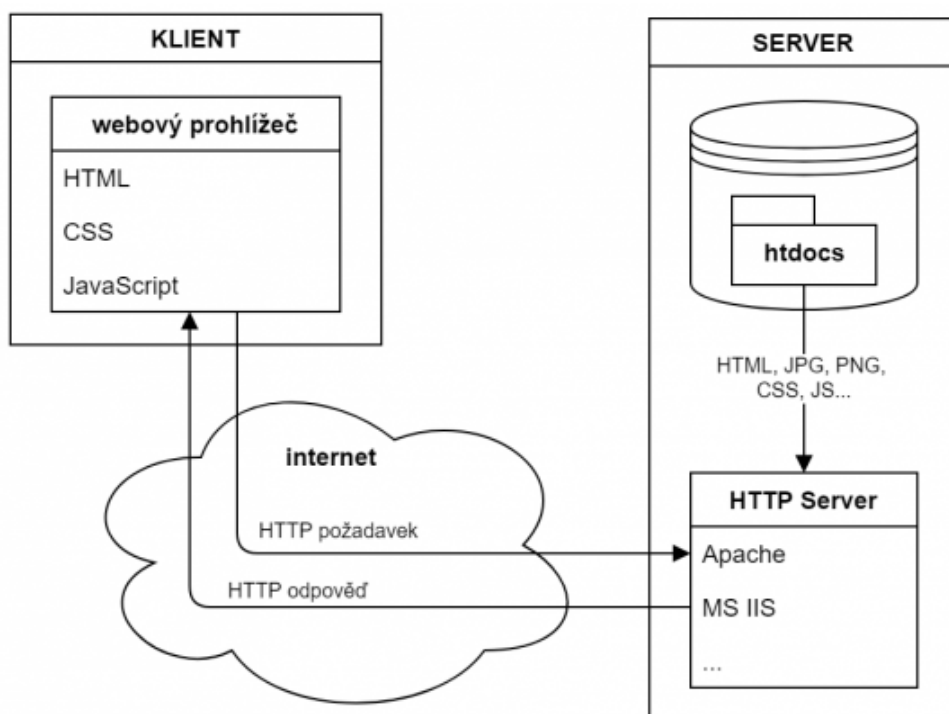 KLIENT
webový prohlížeč
HTML
CSS
JavaScript
SERVER
htdocs
HTML, JPG, PNG,
CSS, JS...
internet
HTTP požadavek
HTTP odpověď
HTTP Server
Apache
MS IIS
...